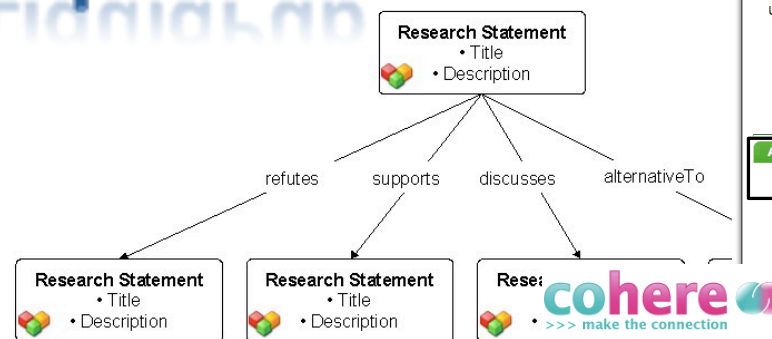 Research Statement
• Title
• Description
refutes
supports
discusses
alternativeTo
Research Statement
• Title
• Description
Research Statement
• Title
• Description
cohere
>>> make the connection